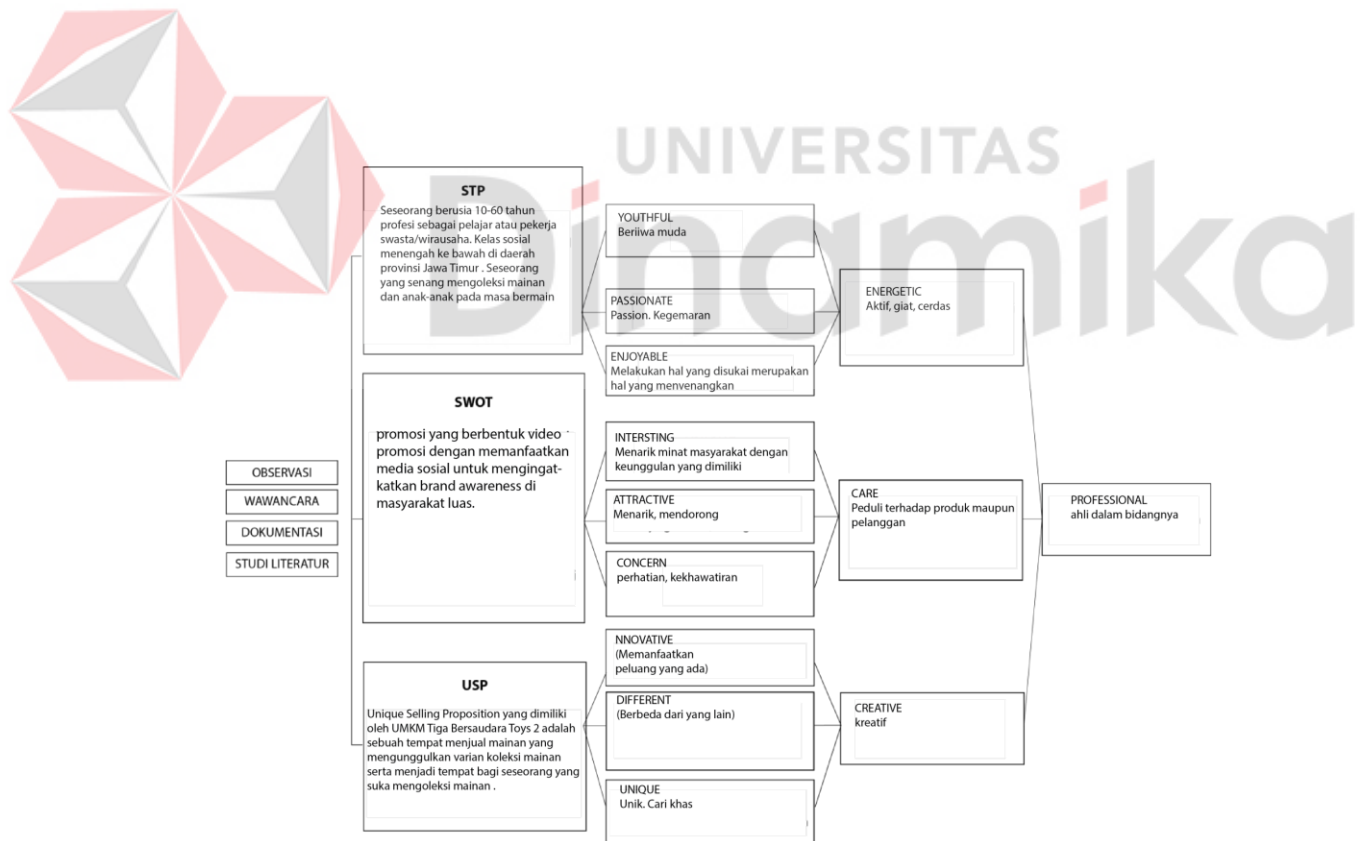 UNIVERSITAS
Dinamika
OBSERVASI
WAWANCARA
DOKUMENTASI
STUDI LITERATUR
STP
Seseorang berusia 10-60 tahun
profesi sebagai pelajar atau pekerja
swasta/wirausaha. Kelas sosial
menengah ke bawah di daerah
provinsi Jawa Timur . Seseorang
yang senang mengoleksi mainan
dan anak-anak pada masa bermain
SWOT
promosi yang berbentuk video
promosi dengan memanfaatkan
media sosial untuk mengingat-
katkan brand awareness di
masyarakat luas.
USP
Unique Selling Proposition yang dimiliki
oleh UMKM Tiga Bersaudara Toys 2 adalah
sebuah tempat menjual mainan yang
mengunggulkan varian koleksi mainan
serta menjadi tempat bagi seseorang yang
suka mengoleksi mainan .
YOUTHFUL
Beriiwa muda
PASSIONATE
Passion. Kegemaran
ENJOYABLE
Melakukan hal yang disukai merupakan
hal yang menvenangkan
INTERSTING
Menarik minat masyarakat dengan
keunggulan yang dimiliki
ATTRACTIVE
Menarik, mendorong
CONCERN
perhatian, kekhawatiran
NNOVATIVE
(Memanfaatkan
peluang yang ada)
DIFFERENT
(Berbeda dari yang lain)
UNIQUE
Unik. Cari khas
ENERGETIC
Aktif, giat, cerdas
CARE
Peduli terhadap produk maupun
pelanggan
CREATIVE
kreatif
PROFESSIONAL
ahli dalam bidangnya